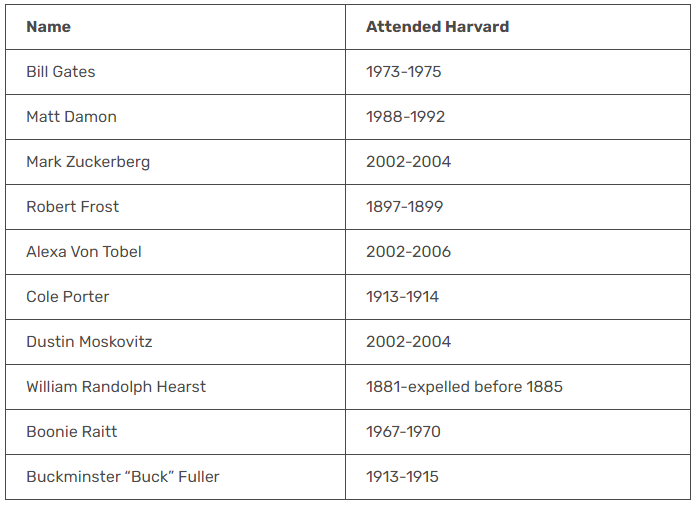 Name Attended Harvard
Bill Gates 1973-1975
Matt Damon 1988-1992
Mark Zuckerberg 2002-2004
Robert Frost 1897-1899
Alexa Von Tobel 2002-2006
Cole Porter 1913-1914
Dustin Moskovitz 2002-2004
William Randolph Hearst 1881-expelled before 1885
Boonie Raitt 1967-1970
Buckminster “Buck” Fuller 1913-1915